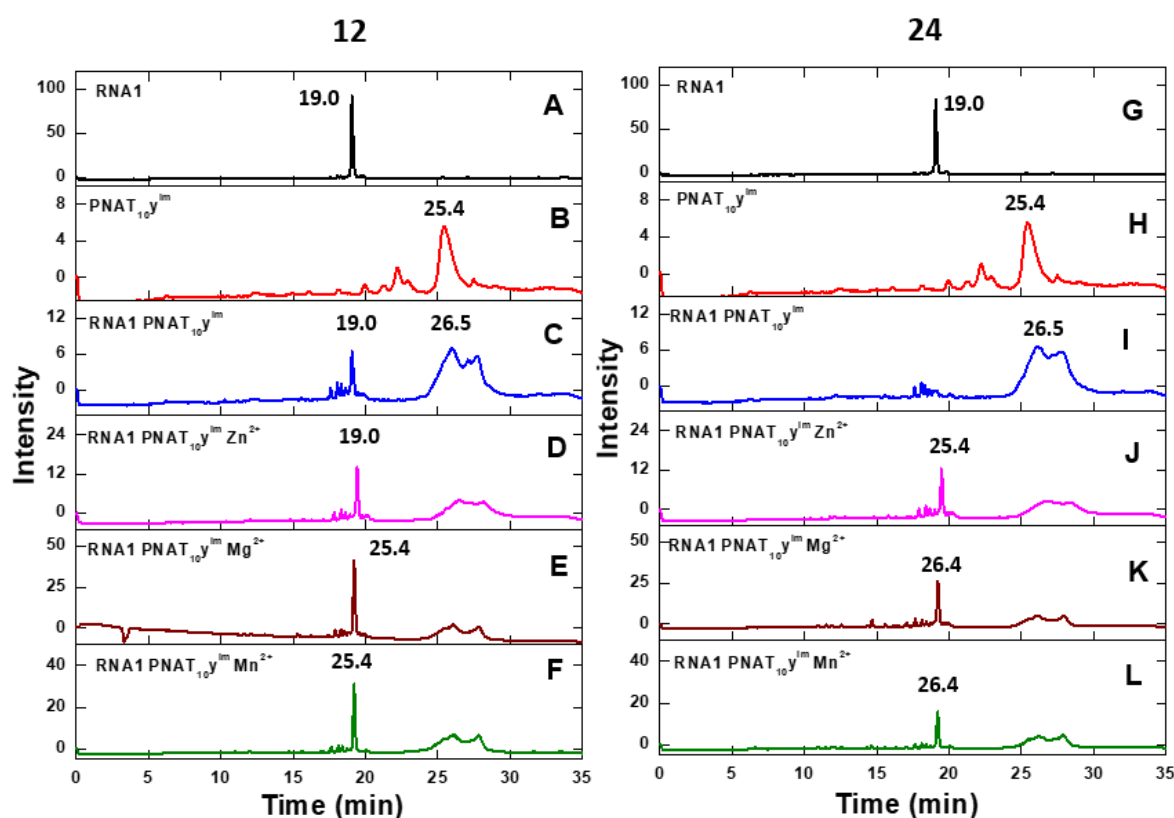 12
24
RNA1
19.0
A
100
50
0
PNAT₁₀yᴵᵐ
25.4
B
8
4
0
RNA1 PNAT₁₀yᴵᵐ
19.0 26.5
C
12
6
0
RNA1 PNAT₁₀yᴵᵐ Zn²⁺
19.0
D
24
12
0
RNA1 PNAT₁₀yᴵᵐ Mg²⁺
25.4
E
50
25
0
RNA1 PNAT₁₀yᴵᵐ Mn²⁺
25.4
F
40
20
0
0 5 10 15 20 25 30 35
Time (min)
Intensity
RNA1
19.0
G
100
50
0
PNAT₁₀yᴵᵐ
25.4
H
8
4
0
RNA1 PNAT₁₀yᴵᵐ
26.5
I
12
6
0
RNA1 PNAT₁₀yᴵᵐ Zn²⁺
25.4
J
24
12
0
RNA1 PNAT₁₀yᴵᵐ Mg²⁺
26.4
K
50
25
0
RNA1 PNAT₁₀yᴵᵐ Mn²⁺
26.4
L
40
20
0
0 5 10 15 20 25 30 35
Time (min)
Intensity